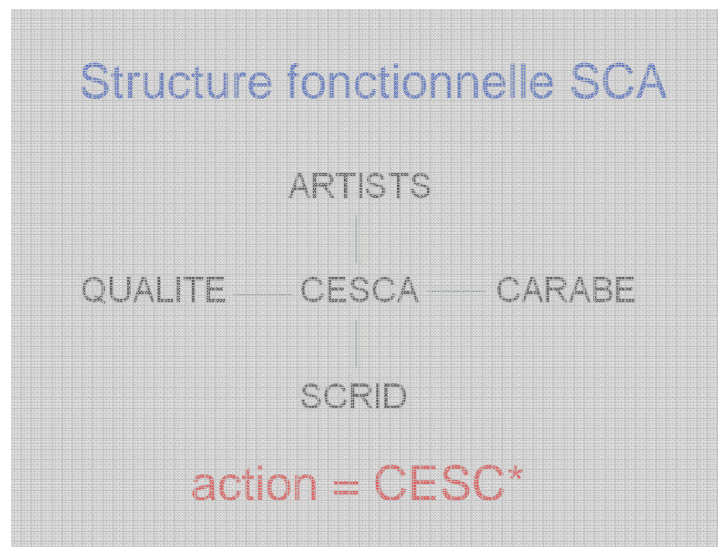 Structure fonctionnelle SCA
ARTISTS
QUALITE CESCA CARABE
SCRID
action = CESC*